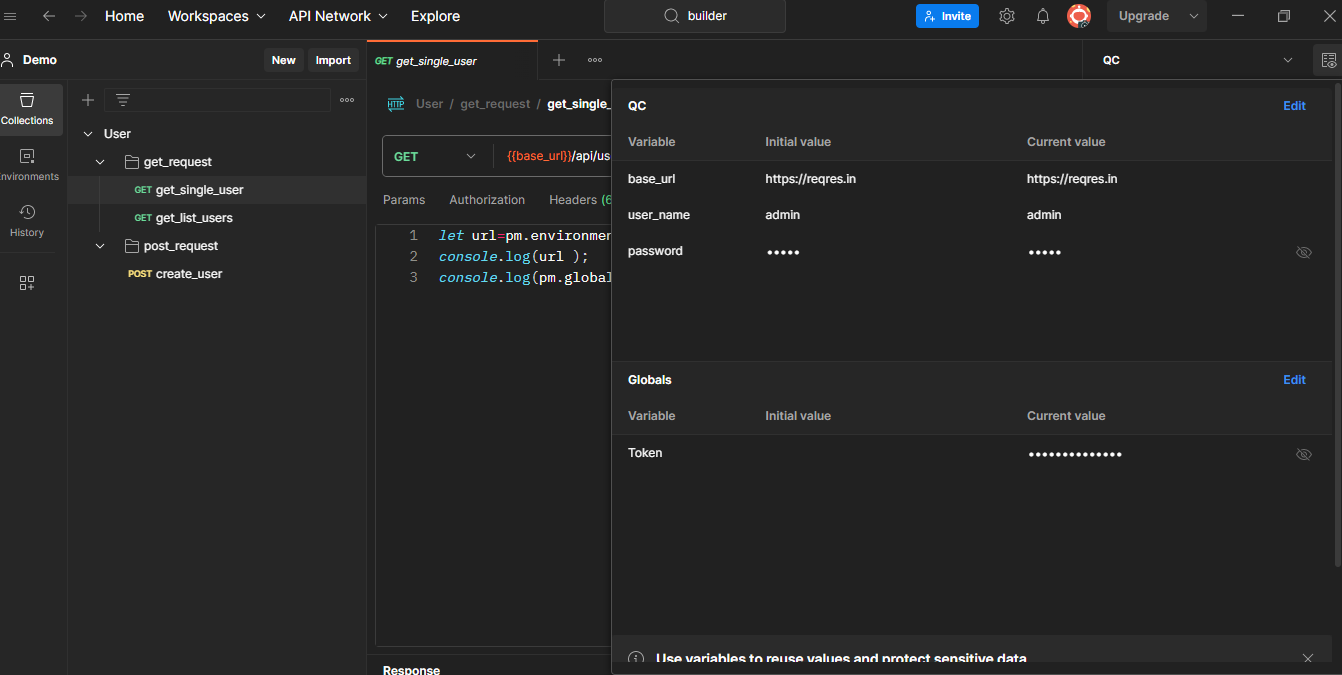 Home Workspaces API Network Explore builder Invite Upgrade
Demo New Import GET get_single_user QC
Collections
nvironments
History
User
get_request
GET get_single_user
GET get_list_users
post_request
POST create_user
HTTP User / get_request / get_single_
GET {{base_url}}/api/us
Params Authorization Headers (6
1 let url=pm.environmen
2 console.log(url );
3 console.log(pm.global
Response
QC Edit
Variable Initial value Current value
base_url https://reqres.in https://reqres.in
user_name admin admin
password ••••• •••••
Globals Edit
Variable Initial value Current value
Token ••••••••••••••
Use variables to reuse values and protect sensitive data